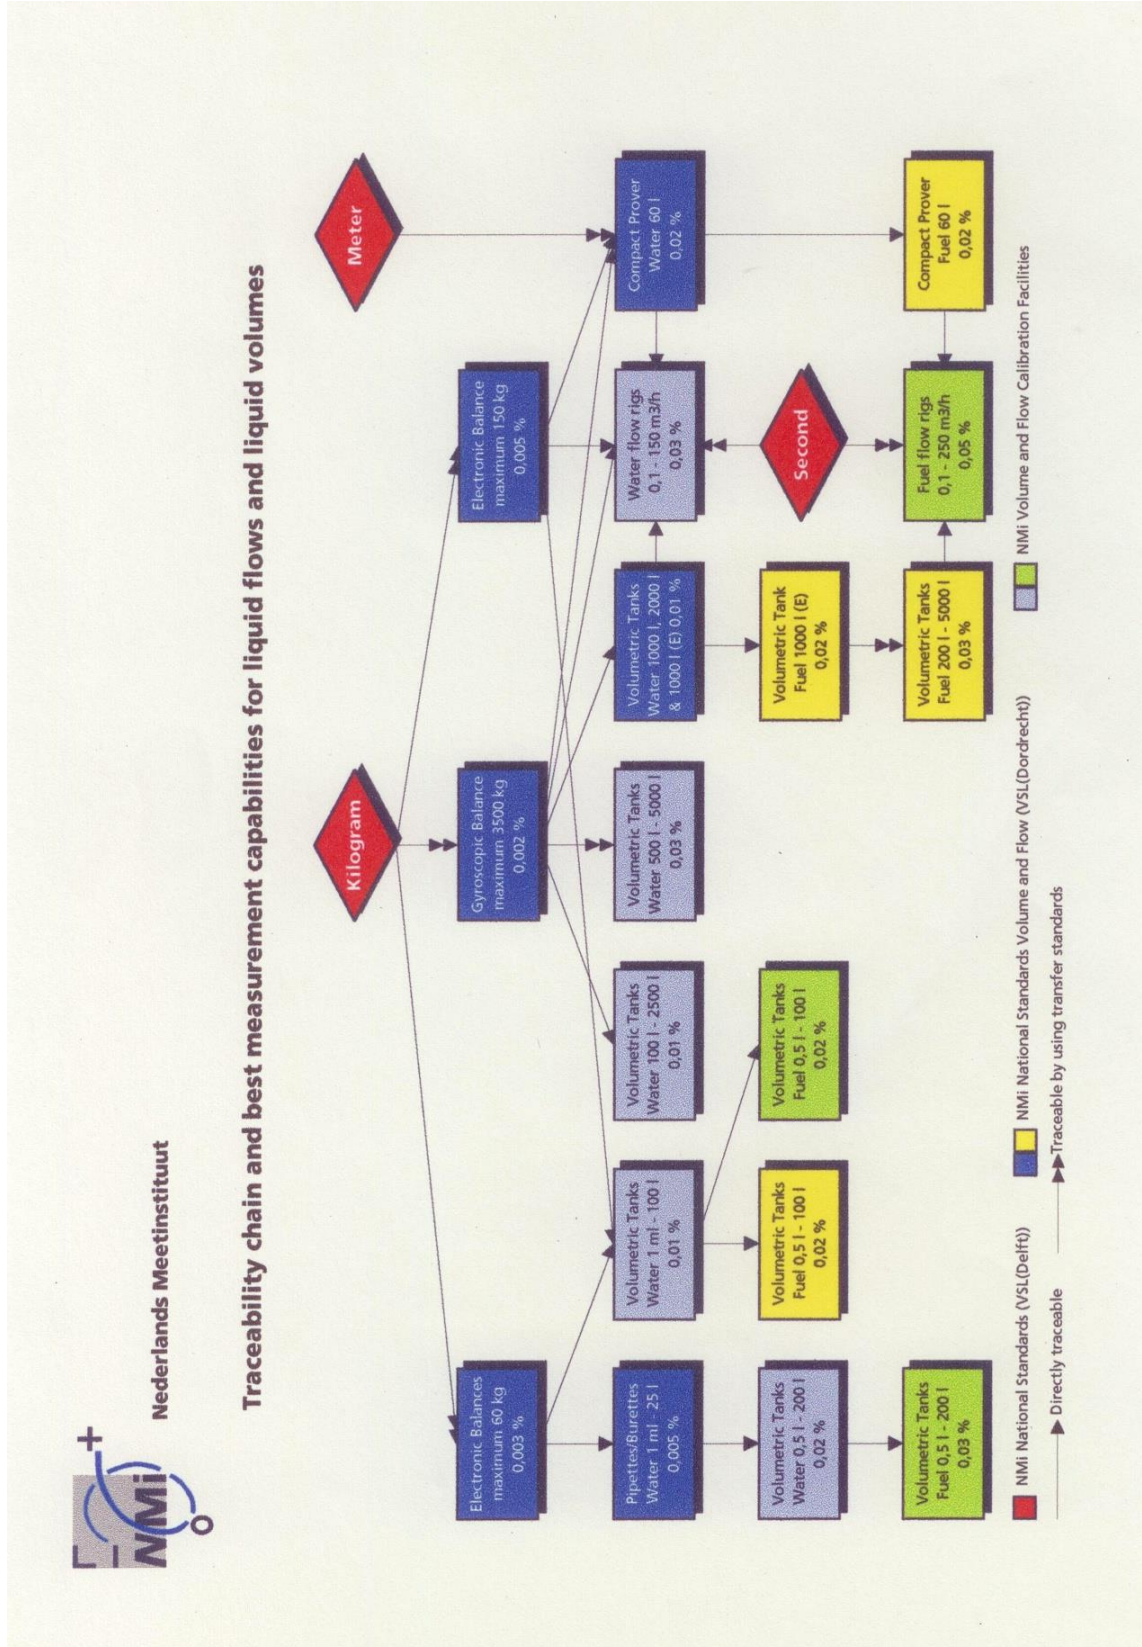 NMi
Nederlands Meetinstituut
Traceability chain and best measurement capabilities for liquid flows and liquid volumes
Kilogram
Meter
Electronic Balances
maximum 60 kg
0,003 %
Gyroscopic Balance
maximum 3500 kg
0,002 %
Electronic Balance
maximum 150 kg
0,005 %
Pipettes/Burettes
Water 1 ml - 25 l
0,005 %
Volumetric Tanks
Water 1 ml - 100 l
0,01 %
Volumetric Tanks
Water 100 l - 2500 l
0,01 %
Volumetric Tanks
Water 500 l - 5000 l
0,03 %
Volumetric Tanks
Water 1000 l, 2000 l
& 1000 l (E) 0,01 %
Water flow rigs
0,1 - 150 m3/h
0,03 %
Compact Prover
Water 60 l
0,02 %
Volumetric Tanks
Water 0,5 l - 200 l
0,02 %
Volumetric Tanks
Fuel 0,5 l - 100 l
0,02 %
Volumetric Tanks
Fuel 0,5 l - 100 l
0,02 %
Volumetric Tank
Fuel 1000 l (E)
0,02 %
Second
Volumetric Tanks
Fuel 0,5 l - 200 l
0,03 %
Volumetric Tanks
Fuel 200 l - 5000 l
0,03 %
Fuel flow rigs
0,1 - 250 m3/h
0,05 %
Compact Prover
Fuel 60 l
0,02 %
NMi National Standards (VSL(Delft))
NMi National Standards Volume and Flow (VSL(Dordrecht))
NMi Volume and Flow Calibration Facilities
Directly traceable
Traceable by using transfer standards